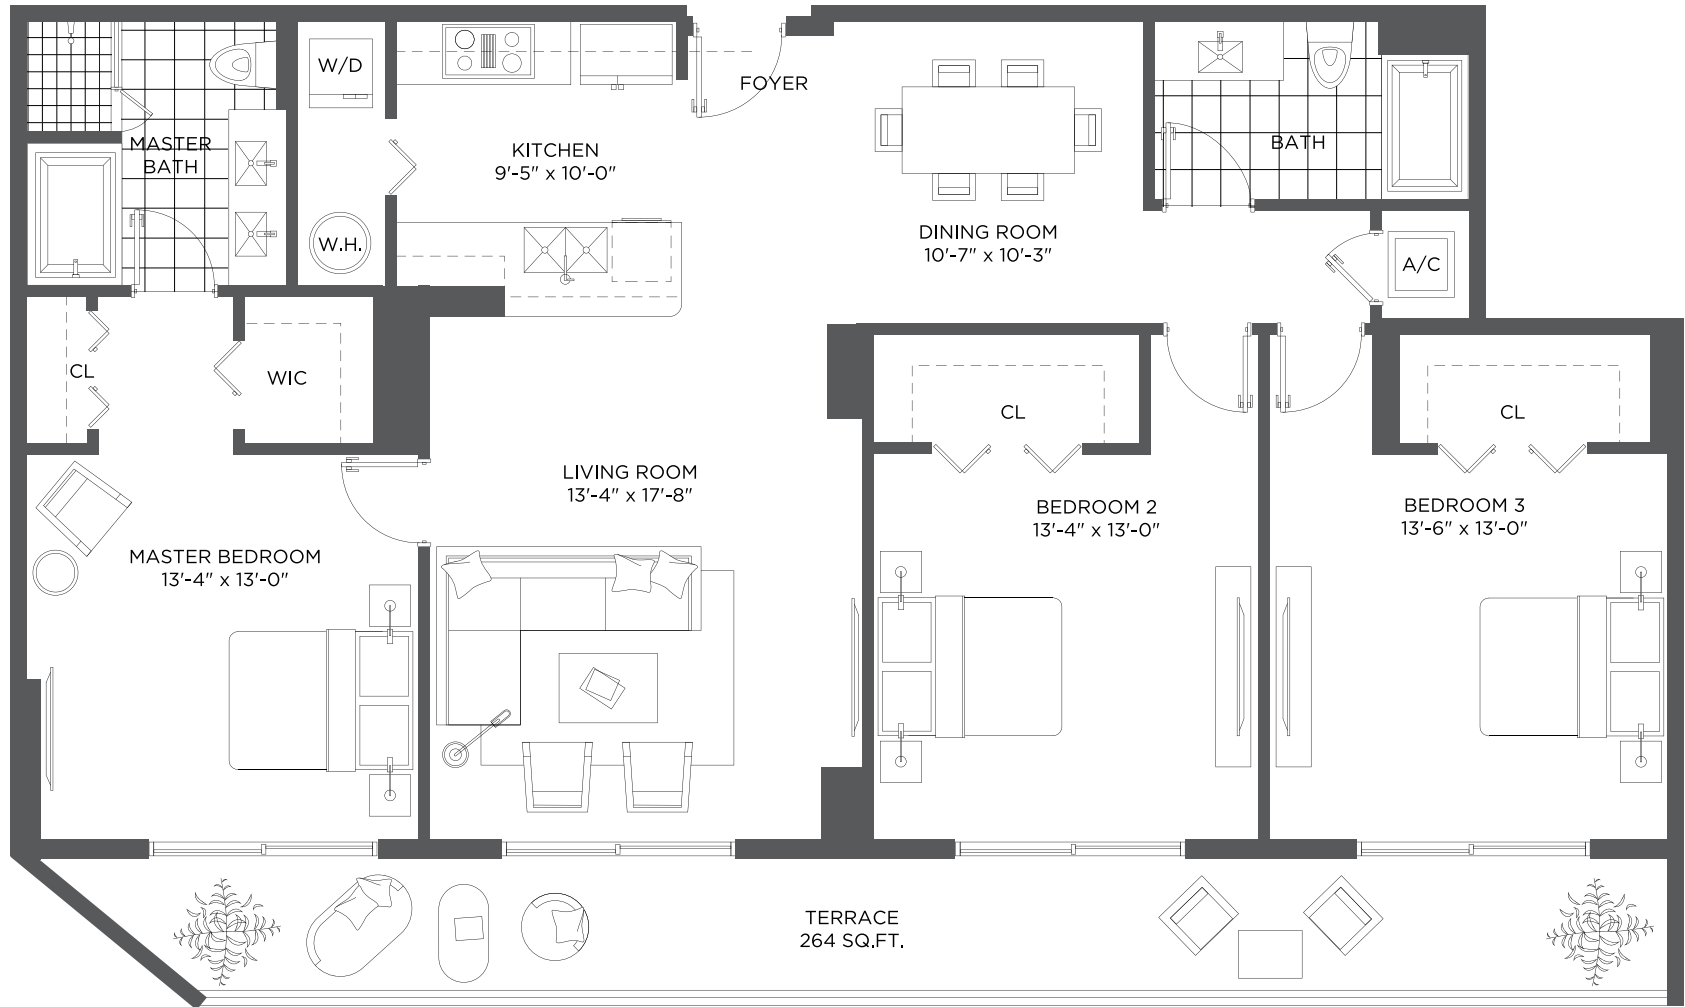 W/D
FOYER
MASTER
BATH
KITCHEN
9'-5" x 10'-0"
BATH
W.H.
DINING ROOM
10'-7" x 10'-3"
A/C
CL
WIC
CL
CL
LIVING ROOM
13'-4" x 17'-8"
BEDROOM 2
13'-4" x 13'-0"
BEDROOM 3
13'-6" x 13'-0"
MASTER BEDROOM
13'-4" x 13'-0"
TERRACE
264 SQ.FT.